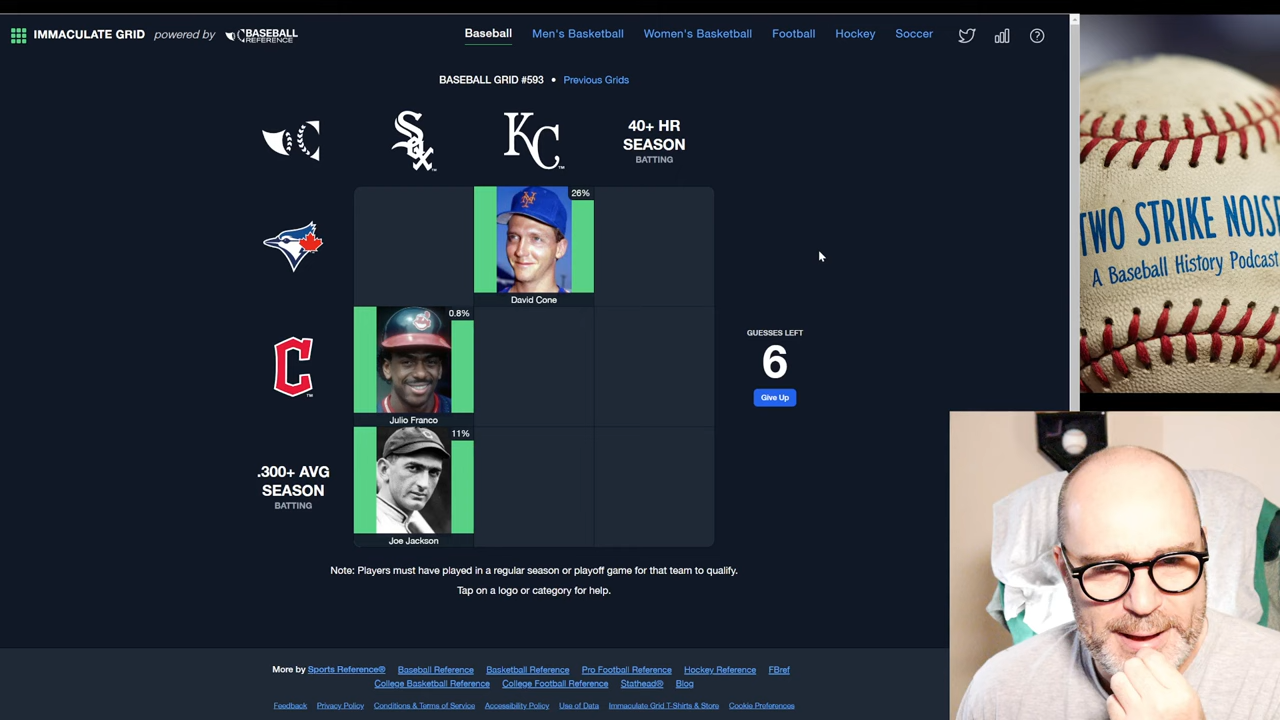 IMMACULATE GRID powered by BASEBALL REFERENCE
Baseball Men's Basketball Women's Basketball Football Hockey Soccer
BASEBALL GRID #593 • Previous Grids
Sox
KC
40+ HR
SEASON
BATTING
26%
David Cone
0.8%
Julio Franco
C
GUESSES LEFT
6
Give Up
.300+ AVG
SEASON
BATTING
11%
Joe Jackson
Note: Players must have played in a regular season or playoff game for that team to qualify.
Tap on a logo or category for help.
More by Sports Reference® Baseball Reference Basketball Reference Pro Football Reference Hockey Reference FBref
College Basketball Reference College Football Reference Stathead® Blog
Feedback Privacy Policy Conditions & Terms of Service Accessibility Policy Use of Data Immaculate Grid T-Shirts & Store Cookie Preferences
TWO STRIKE NOISE
A Baseball History Podcast